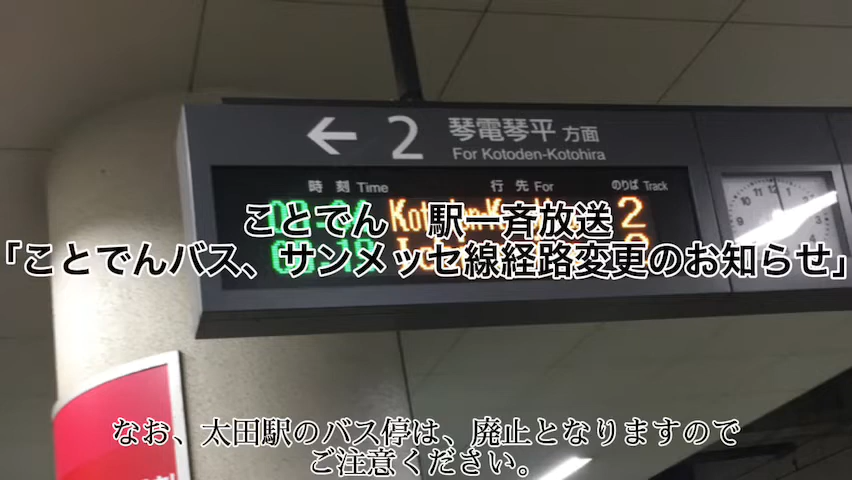 ← 2 琴電琴平 方面
For Kotoden-Kotohira
時 刻 Time 行 先 For のりば Track
2
ことでん 駅一斉放送
「ことでんバス、サンメッセ線経路変更のお知らせ」
なお、太田駅のバス停は、廃止となりますので
ご注意ください。